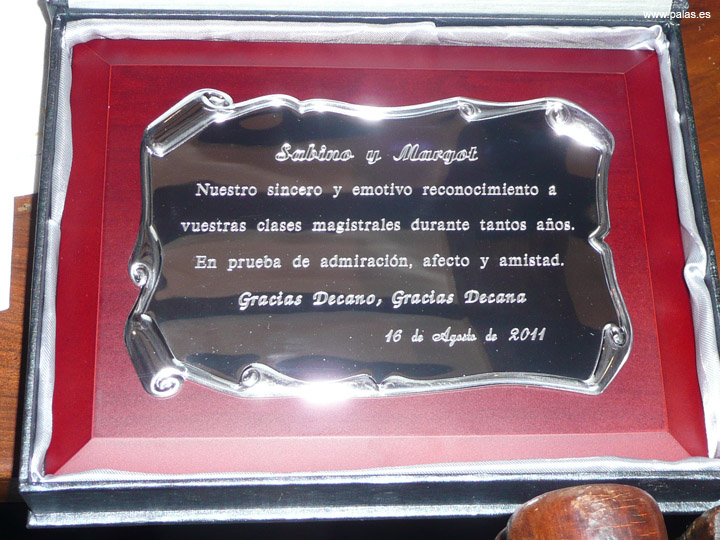 www.palas.es
Sabino y Margot
Nuestro sincero y emotivo reconocimiento a
vuestras clases magistrales durante tantos años.
En prueba de admiración, afecto y amistad.
Gracias Decano, Gracias Decana
16 de Agosto de 2011